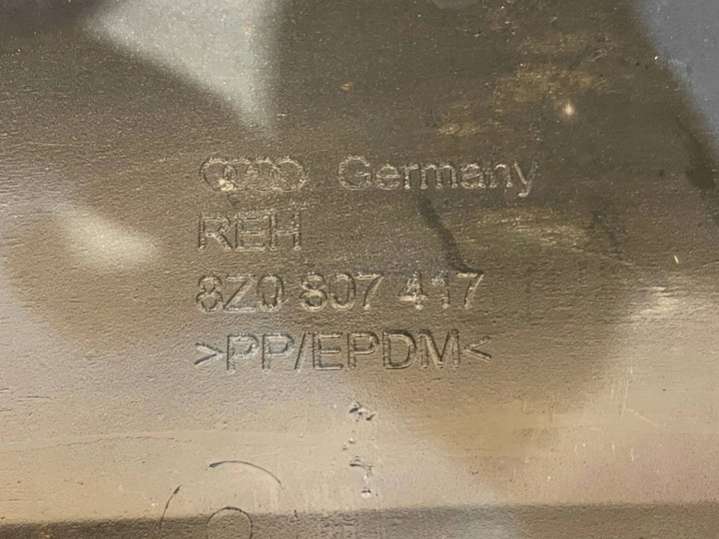 Germany
REH
8Z0 807 417
>PP/EPDM<